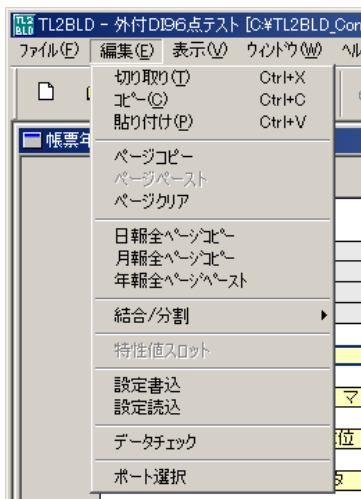 TL2BLD - 外付DI96点テスト [C:¥TL2BLD_Con
ファイル(F) 編集(E) 表示(V) ウィンドウ(W) ヘル
切り取り(T) Ctrl+X
コピー(C) Ctrl+C
貼り付け(P) Ctrl+V
帳票年
ページコピー
ページペースト
ページクリア
日報全ページコピー
月報全ページコピー
年報全ページペースト
結合/分割
特性値スロット
設定書込
設定読込
マ
データチェック
位
ポート選択